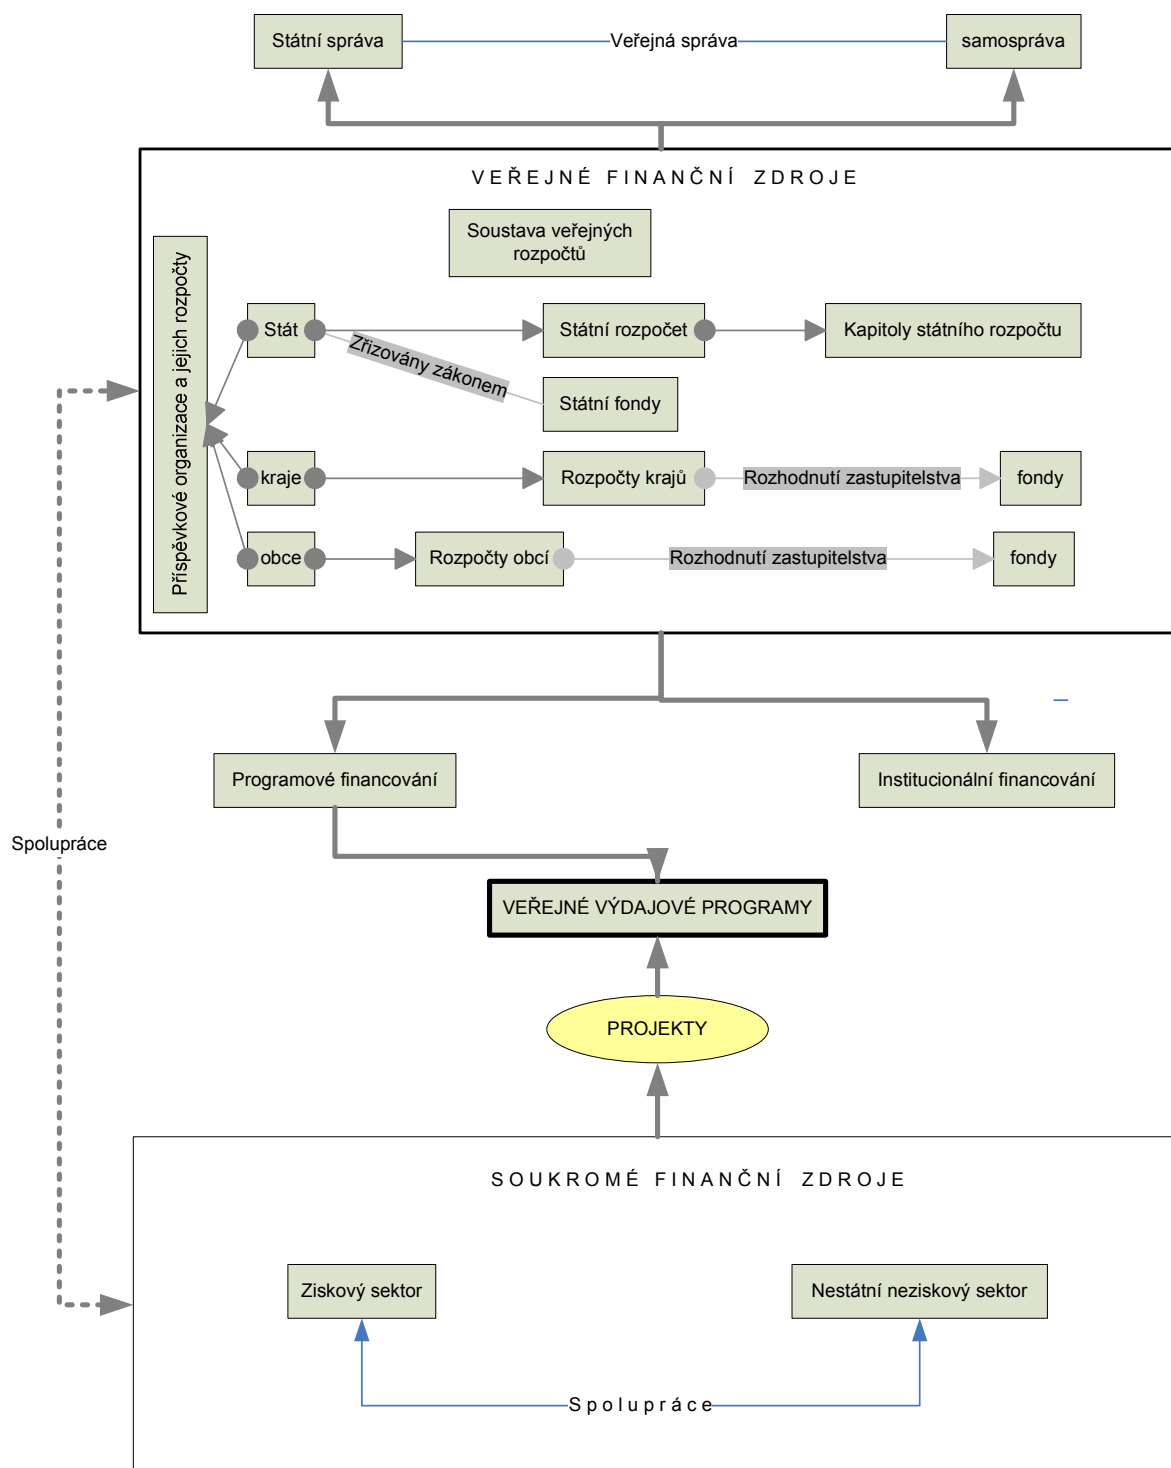 Státní správa
Veřejná správa
samospráva
VEŘEJNÉ FINANČNÍ ZDROJE
Soustava veřejných
rozpočtů
Příspěvkové organizace a jejich rozpočty
Stát
Státní rozpočet
Kapitoly státního rozpočtu
Zřizovány zákonem
Státní fondy
kraje
Rozpočty krajů
Rozhodnutí zastupitelstva
fondy
obce
Rozpočty obcí
Rozhodnutí zastupitelstva
fondy
Programové financování
Institucionální financování
Spolupráce
VEŘEJNÉ VÝDAJOVÉ PROGRAMY
PROJEKTY
SOUKROMÉ FINANČNÍ ZDROJE
Ziskový sektor
Nestátní neziskový sektor
Spolupráce